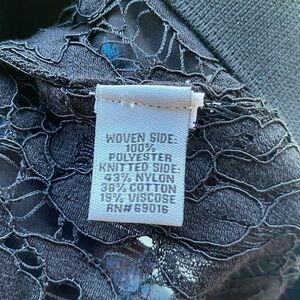 WOVEN SIDE:
100%
POLYESTER
KNITTED SIDE:
43% NYLON
38% COTTON
19% VISCOSE
RN#69016